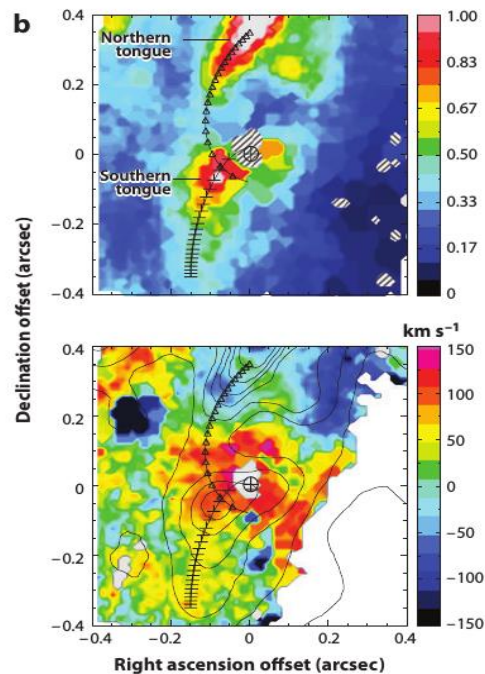 b
Northern
tongue
Southern
tongue
0.4
0.2
0
−0.2
−0.4
1.00
0.83
0.67
0.50
0.33
0.17
0
Declination offset (arcsec)
km s⁻¹
0.4
0.2
0
−0.2
−0.4
150
100
50
0
−50
−100
−150
−0.4 −0.2 0 0.2 0.4
Right ascension offset (arcsec)